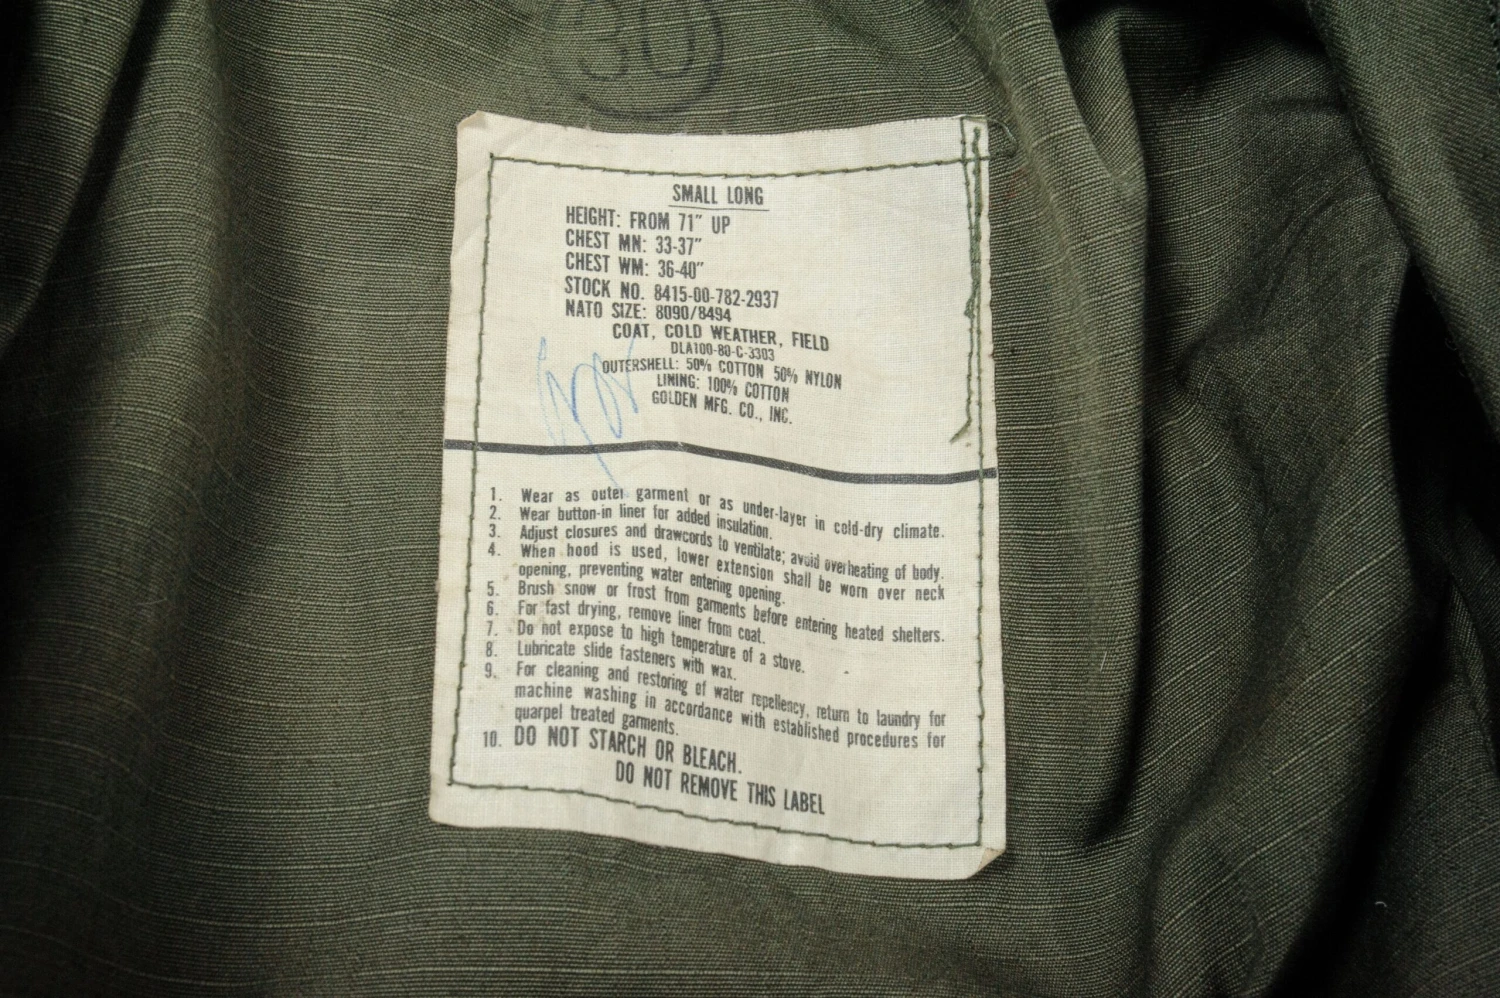 30
SMALL LONG
HEIGHT: FROM 71" UP
CHEST MN: 33-37"
CHEST WM: 36-40"
STOCK NO. 8415-00-782-2937
NATO SIZE: 8090/8494
COAT, COLD WEATHER, FIELD
DLA100-80-C-3303
OUTERSHELL: 50% COTTON 50% NYLON
LINING: 100% COTTON
GOLDEN MFG. CO., INC.
1. Wear as outer garment or as under-layer in cold-dry climate.
2. Wear button-in liner for added insulation.
3. Adjust closures and drawcords to ventilate; avoid overheating of body.
4. When hood is used, lower extension shall be worn over neck
opening, preventing water entering opening.
5. Brush snow or frost from garments before entering heated shelters.
6. For fast drying, remove liner from coat.
7. Do not expose to high temperature of a stove.
8. Lubricate slide fasteners with wax.
9. For cleaning and restoring of water repellency, return to laundry for
machine washing in accordance with established procedures for
quarpel treated garments.
10. DO NOT STARCH OR BLEACH.
DO NOT REMOVE THIS LABEL